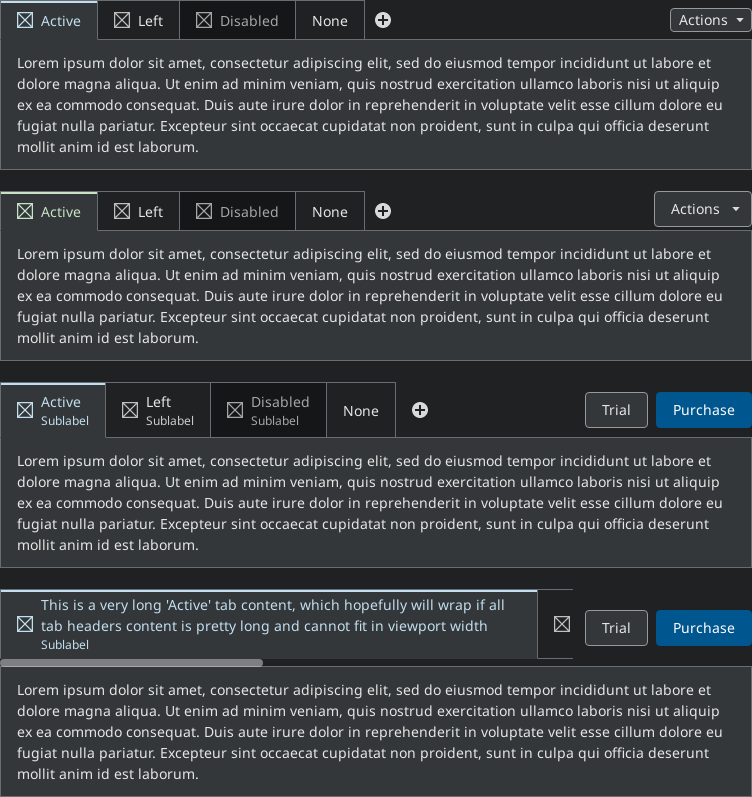 Active Left Disabled None Actions
Lorem ipsum dolor sit amet, consectetur adipiscing elit, sed do eiusmod tempor incididunt ut labore et
dolore magna aliqua. Ut enim ad minim veniam, quis nostrud exercitation ullamco laboris nisi ut aliquip
ex ea commodo consequat. Duis aute irure dolor in reprehenderit in voluptate velit esse cillum dolore eu
fugiat nulla pariatur. Excepteur sint occaecat cupidatat non proident, sunt in culpa qui officia deserunt
mollit anim id est laborum.
Active Left Disabled None Actions
Lorem ipsum dolor sit amet, consectetur adipiscing elit, sed do eiusmod tempor incididunt ut labore et
dolore magna aliqua. Ut enim ad minim veniam, quis nostrud exercitation ullamco laboris nisi ut aliquip
ex ea commodo consequat. Duis aute irure dolor in reprehenderit in voluptate velit esse cillum dolore eu
fugiat nulla pariatur. Excepteur sint occaecat cupidatat non proident, sunt in culpa qui officia deserunt
mollit anim id est laborum.
Active Left Disabled None Trial Purchase
Sublabel Sublabel Sublabel
Lorem ipsum dolor sit amet, consectetur adipiscing elit, sed do eiusmod tempor incididunt ut labore et
dolore magna aliqua. Ut enim ad minim veniam, quis nostrud exercitation ullamco laboris nisi ut aliquip
ex ea commodo consequat. Duis aute irure dolor in reprehenderit in voluptate velit esse cillum dolore eu
fugiat nulla pariatur. Excepteur sint occaecat cupidatat non proident, sunt in culpa qui officia deserunt
mollit anim id est laborum.
This is a very long 'Active' tab content, which hopefully will wrap if all
tab headers content is pretty long and cannot fit in viewport width
Sublabel
Trial Purchase
Lorem ipsum dolor sit amet, consectetur adipiscing elit, sed do eiusmod tempor incididunt ut labore et
dolore magna aliqua. Ut enim ad minim veniam, quis nostrud exercitation ullamco laboris nisi ut aliquip
ex ea commodo consequat. Duis aute irure dolor in reprehenderit in voluptate velit esse cillum dolore eu
fugiat nulla pariatur. Excepteur sint occaecat cupidatat non proident, sunt in culpa qui officia deserunt
mollit anim id est laborum.